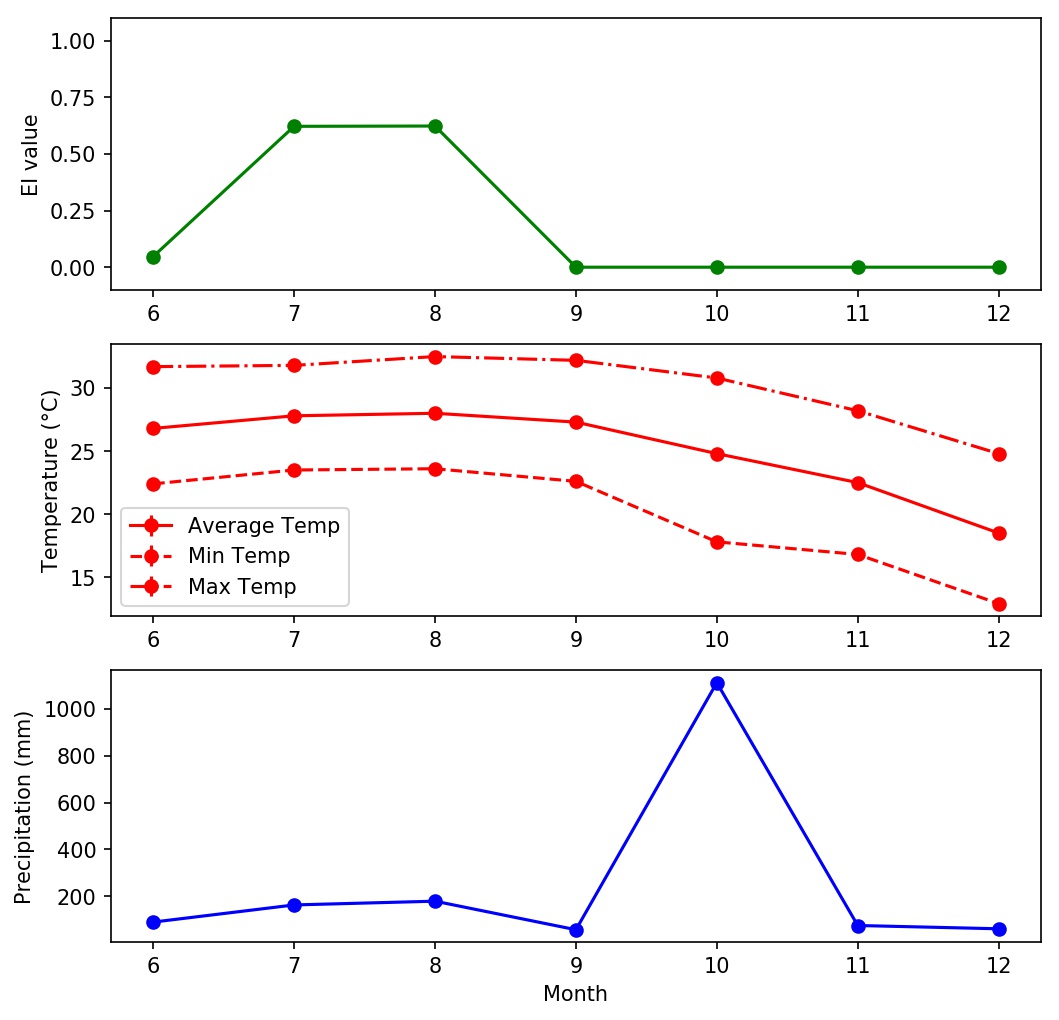 1.00
0.75
0.50
0.25
0.00
EI value
6 7 8 9 10 11 12
30
25
20
15
Temperature (°C)
Average Temp
Min Temp
Max Temp
6 7 8 9 10 11 12
1000
800
600
400
200
Precipitation (mm)
6 7 8 9 10 11 12
Month